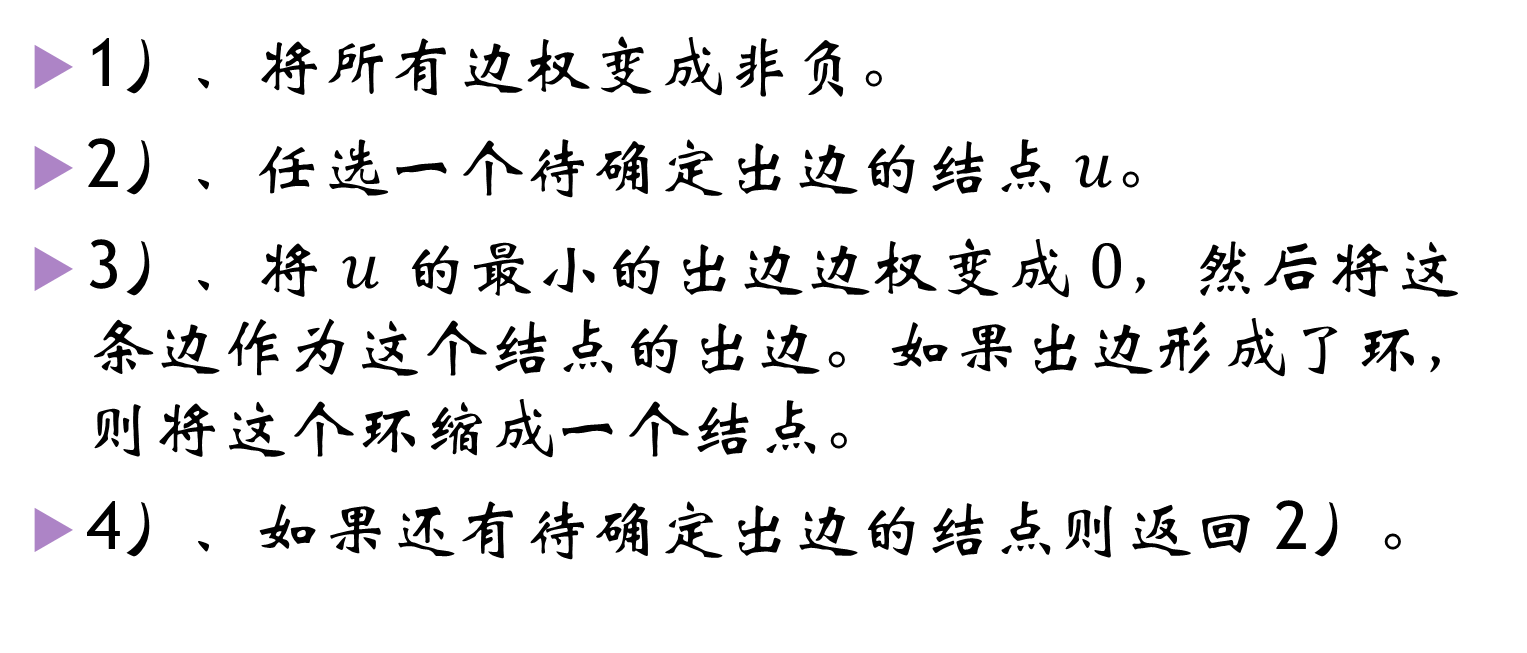 1）、将所有边权变成非负。
2）、任选一个待确定出边的结点 u。
3）、将 u 的最小的出边边权变成 0，然后将这
条边作为这个结点的出边。如果出边形成了环，
则将这个环缩成一个结点。
4）、如果还有待确定出边的结点则返回 2）。